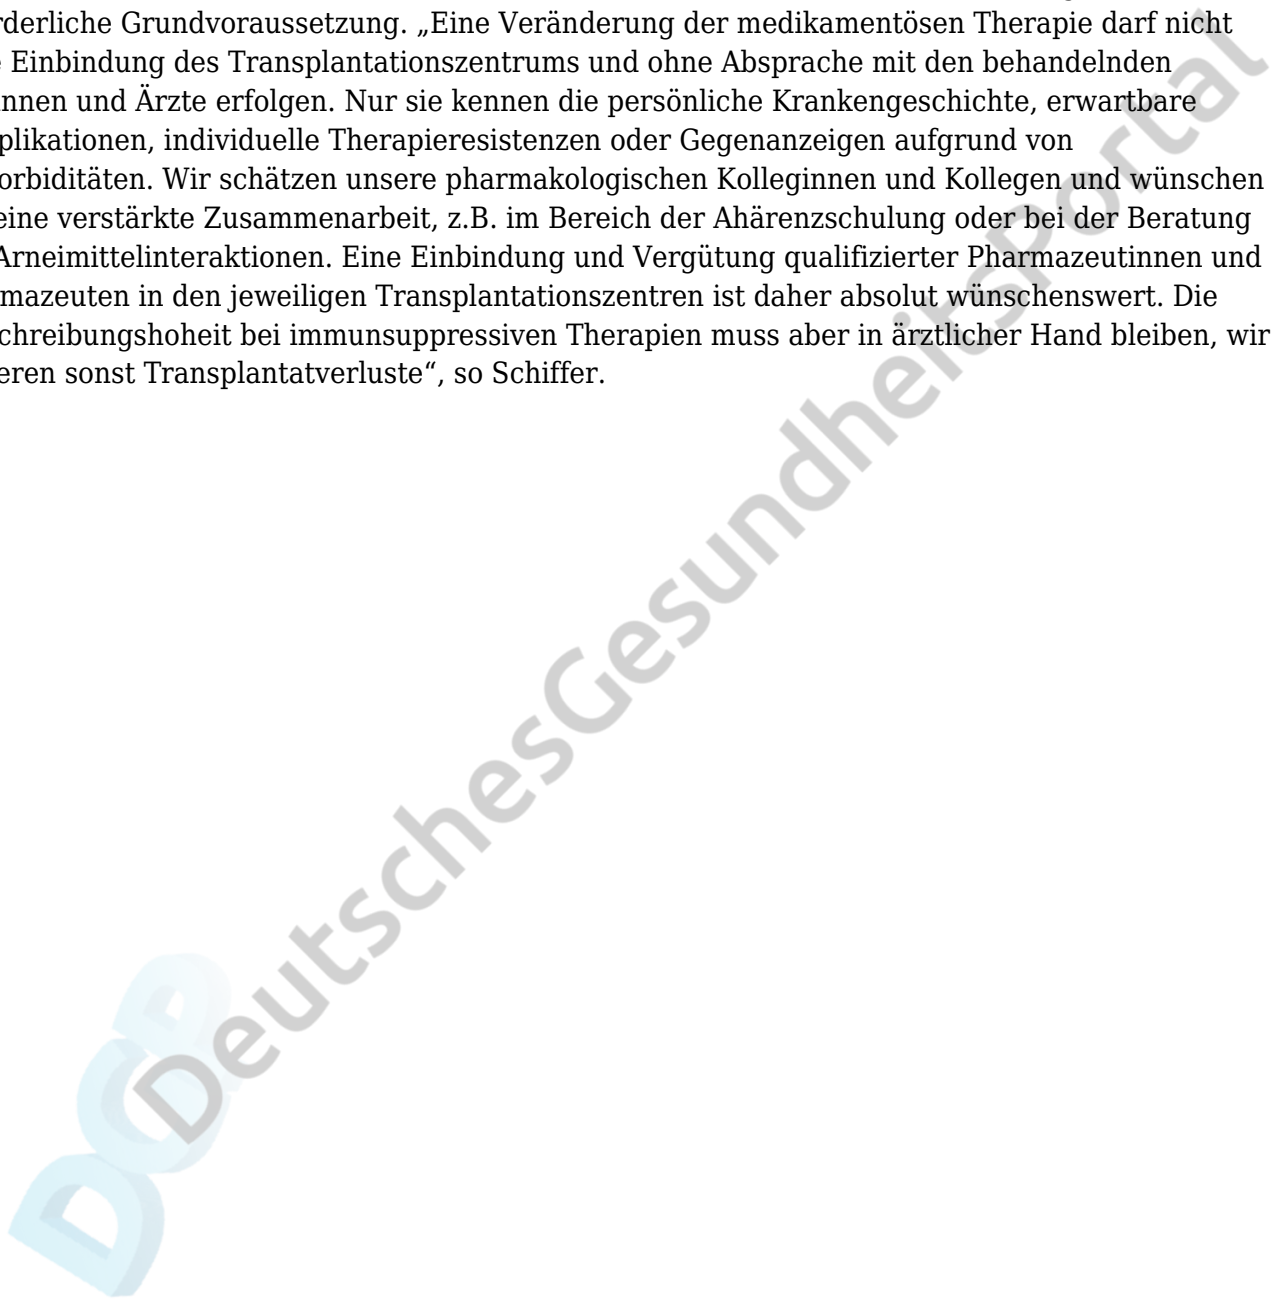 rderliche Grundvoraussetzung. „Eine Veränderung der medikamentösen Therapie darf nicht
e Einbindung des Transplantationszentrums und ohne Absprache mit den behandelnden
innen und Ärzte erfolgen. Nur sie kennen die persönliche Krankengeschichte, erwartbare
plikationen, individuelle Therapieresistenzen oder Gegenanzeigen aufgrund von
orbiditäten. Wir schätzen unsere pharmakologischen Kolleginnen und Kollegen und wünschen
eine verstärkte Zusammenarbeit, z.B. im Bereich der Ahärenzschulung oder bei der Beratung
Arneimittelinteraktionen. Eine Einbindung und Vergütung qualifizierter Pharmazeutinnen und
mazeuten in den jeweiligen Transplantationszentren ist daher absolut wünschenswert. Die
chreibungshoheit bei immunsuppressiven Therapien muss aber in ärztlicher Hand bleiben, wir
eren sonst Transplantatverluste“, so Schiffer.
DeutschesGesundheitsPortal
DGP